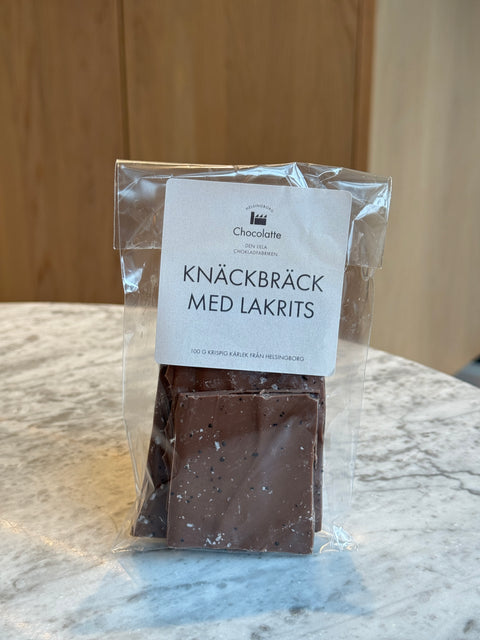 HELSINGBORG
Chocolatte
DEN LILLA
CHOKLADFABRIKEN
KNÄCKBRÄCK
MED LAKRITS
100 G KRISPIG KÄRLEK FRÅN HELSINGBORG